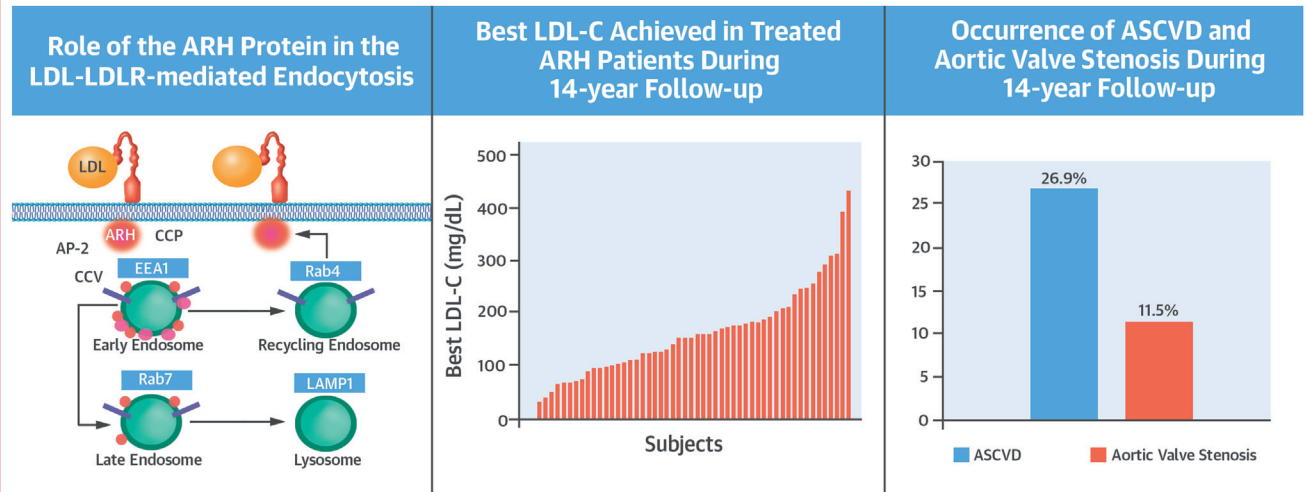 Role of the ARH Protein in the
LDL-LDLR-mediated Endocytosis
LDL
ARH
CCP
AP-2
CCV
EEA1
Rab4
Early Endosome
Recycling Endosome
Rab7
LAMP1
Late Endosome
Lysosome
Best LDL-C Achieved in Treated
ARH Patients During
14-year Follow-up
Best LDL-C (mg/dL)
500
400
300
200
100
0
Subjects
Occurrence of ASCVD and
Aortic Valve Stenosis During
14-year Follow-up
30
25
20
15
10
5
0
26.9%
11.5%
ASCVD
Aortic Valve Stenosis